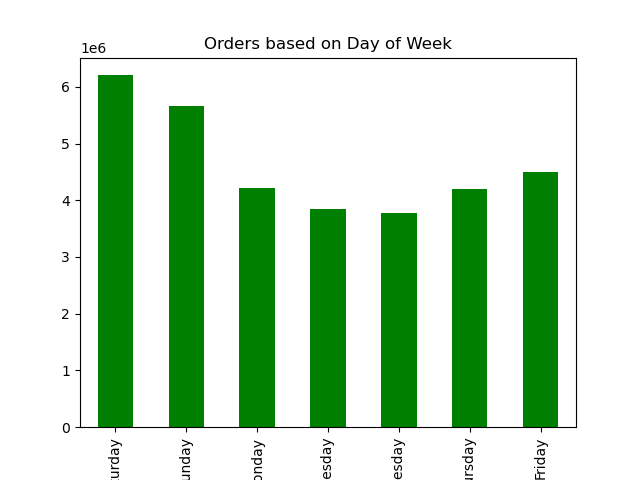 Orders based on Day of Week
1e6
6
5
4
3
2
1
0
turday
unday
onday
esday
esday
ursday
Friday